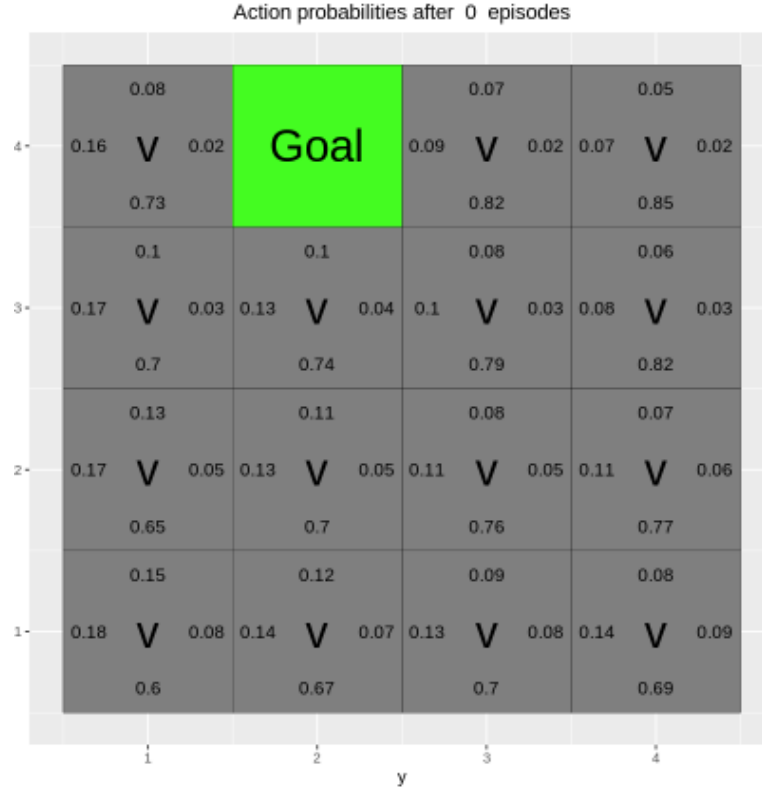 Action probabilities after 0 episodes
0.08 0.07 0.05
4 0.16 V 0.02 Goal 0.09 V 0.02 0.07 V 0.02
0.73 0.82 0.85
0.1 0.1 0.08 0.06
3 0.17 V 0.03 0.13 V 0.04 0.1 V 0.03 0.08 V 0.03
0.7 0.74 0.79 0.82
0.13 0.11 0.08 0.07
2 0.17 V 0.05 0.13 V 0.05 0.11 V 0.05 0.11 V 0.06
0.65 0.7 0.76 0.77
0.15 0.12 0.09 0.08
1 0.18 V 0.08 0.14 V 0.07 0.13 V 0.08 0.14 V 0.09
0.6 0.67 0.7 0.69
1 2 3 4
y